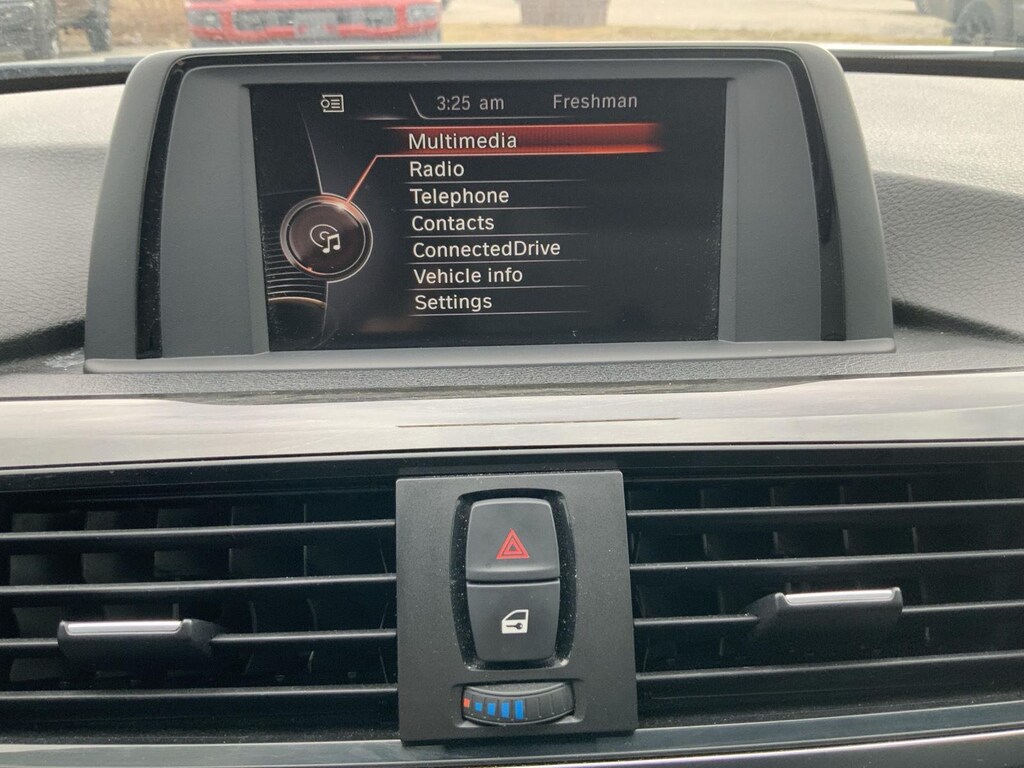 3:25 am Freshman
Multimedia
Radio
Telephone
Contacts
ConnectedDrive
Vehicle info
Settings